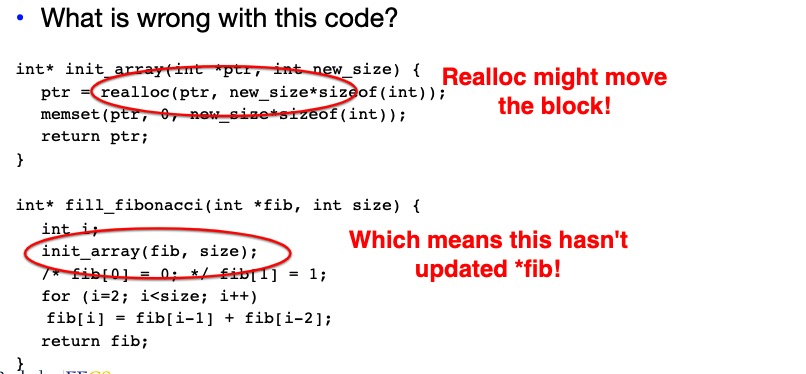 • What is wrong with this code?
int* init_array(int *ptr, int new_size) {
Realloc might move
ptr = realloc(ptr, new_size*sizeof(int));
the block!
memset(ptr, 0, new_size*sizeof(int));
return ptr;
}
int* fill_fibonacci(int *fib, int size) {
int i;
Which means this hasn't
init_array(fib, size);
updated *fib!
/* fib[0] = 0; */ fib[1] = 1;
for (i=2; i<size; i++)
fib[i] = fib[i-1] + fib[i-2];
return fib;
}